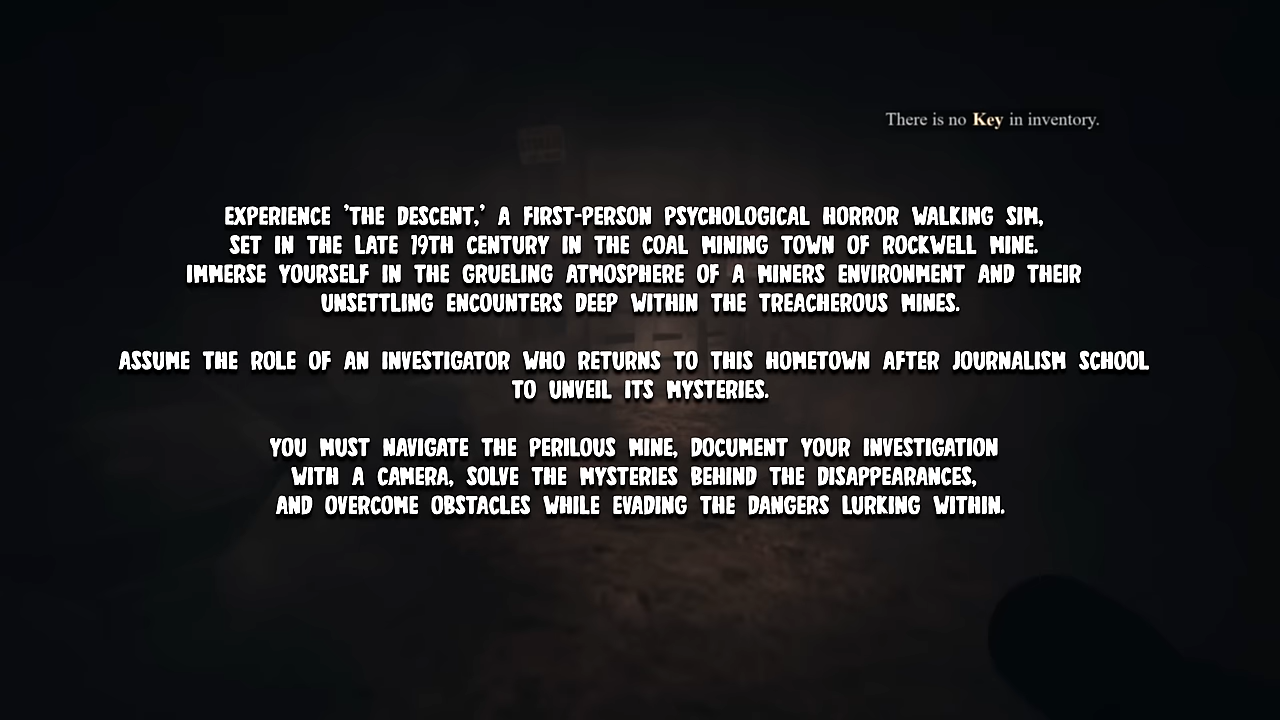 There is no Key in inventory.
EXPERIENCE 'THE DESCENT,' A FIRST-PERSON PSYCHOLOGICAL HORROR WALKING SIM,
SET IN THE LATE 19TH CENTURY IN THE COAL MINING TOWN OF ROCKWELL MINE.
IMMERSE YOURSELF IN THE GRUELING ATMOSPHERE OF A MINERS ENVIRONMENT AND THEIR
UNSETTLING ENCOUNTERS DEEP WITHIN THE TREACHEROUS MINES.
ASSUME THE ROLE OF AN INVESTIGATOR WHO RETURNS TO THIS HOMETOWN AFTER JOURNALISM SCHOOL
TO UNVEIL ITS MYSTERIES.
YOU MUST NAVIGATE THE PERILOUS MINE, DOCUMENT YOUR INVESTIGATION
WITH A CAMERA, SOLVE THE MYSTERIES BEHIND THE DISAPPEARANCES,
AND OVERCOME OBSTACLES WHILE EVADING THE DANGERS LURKING WITHIN.